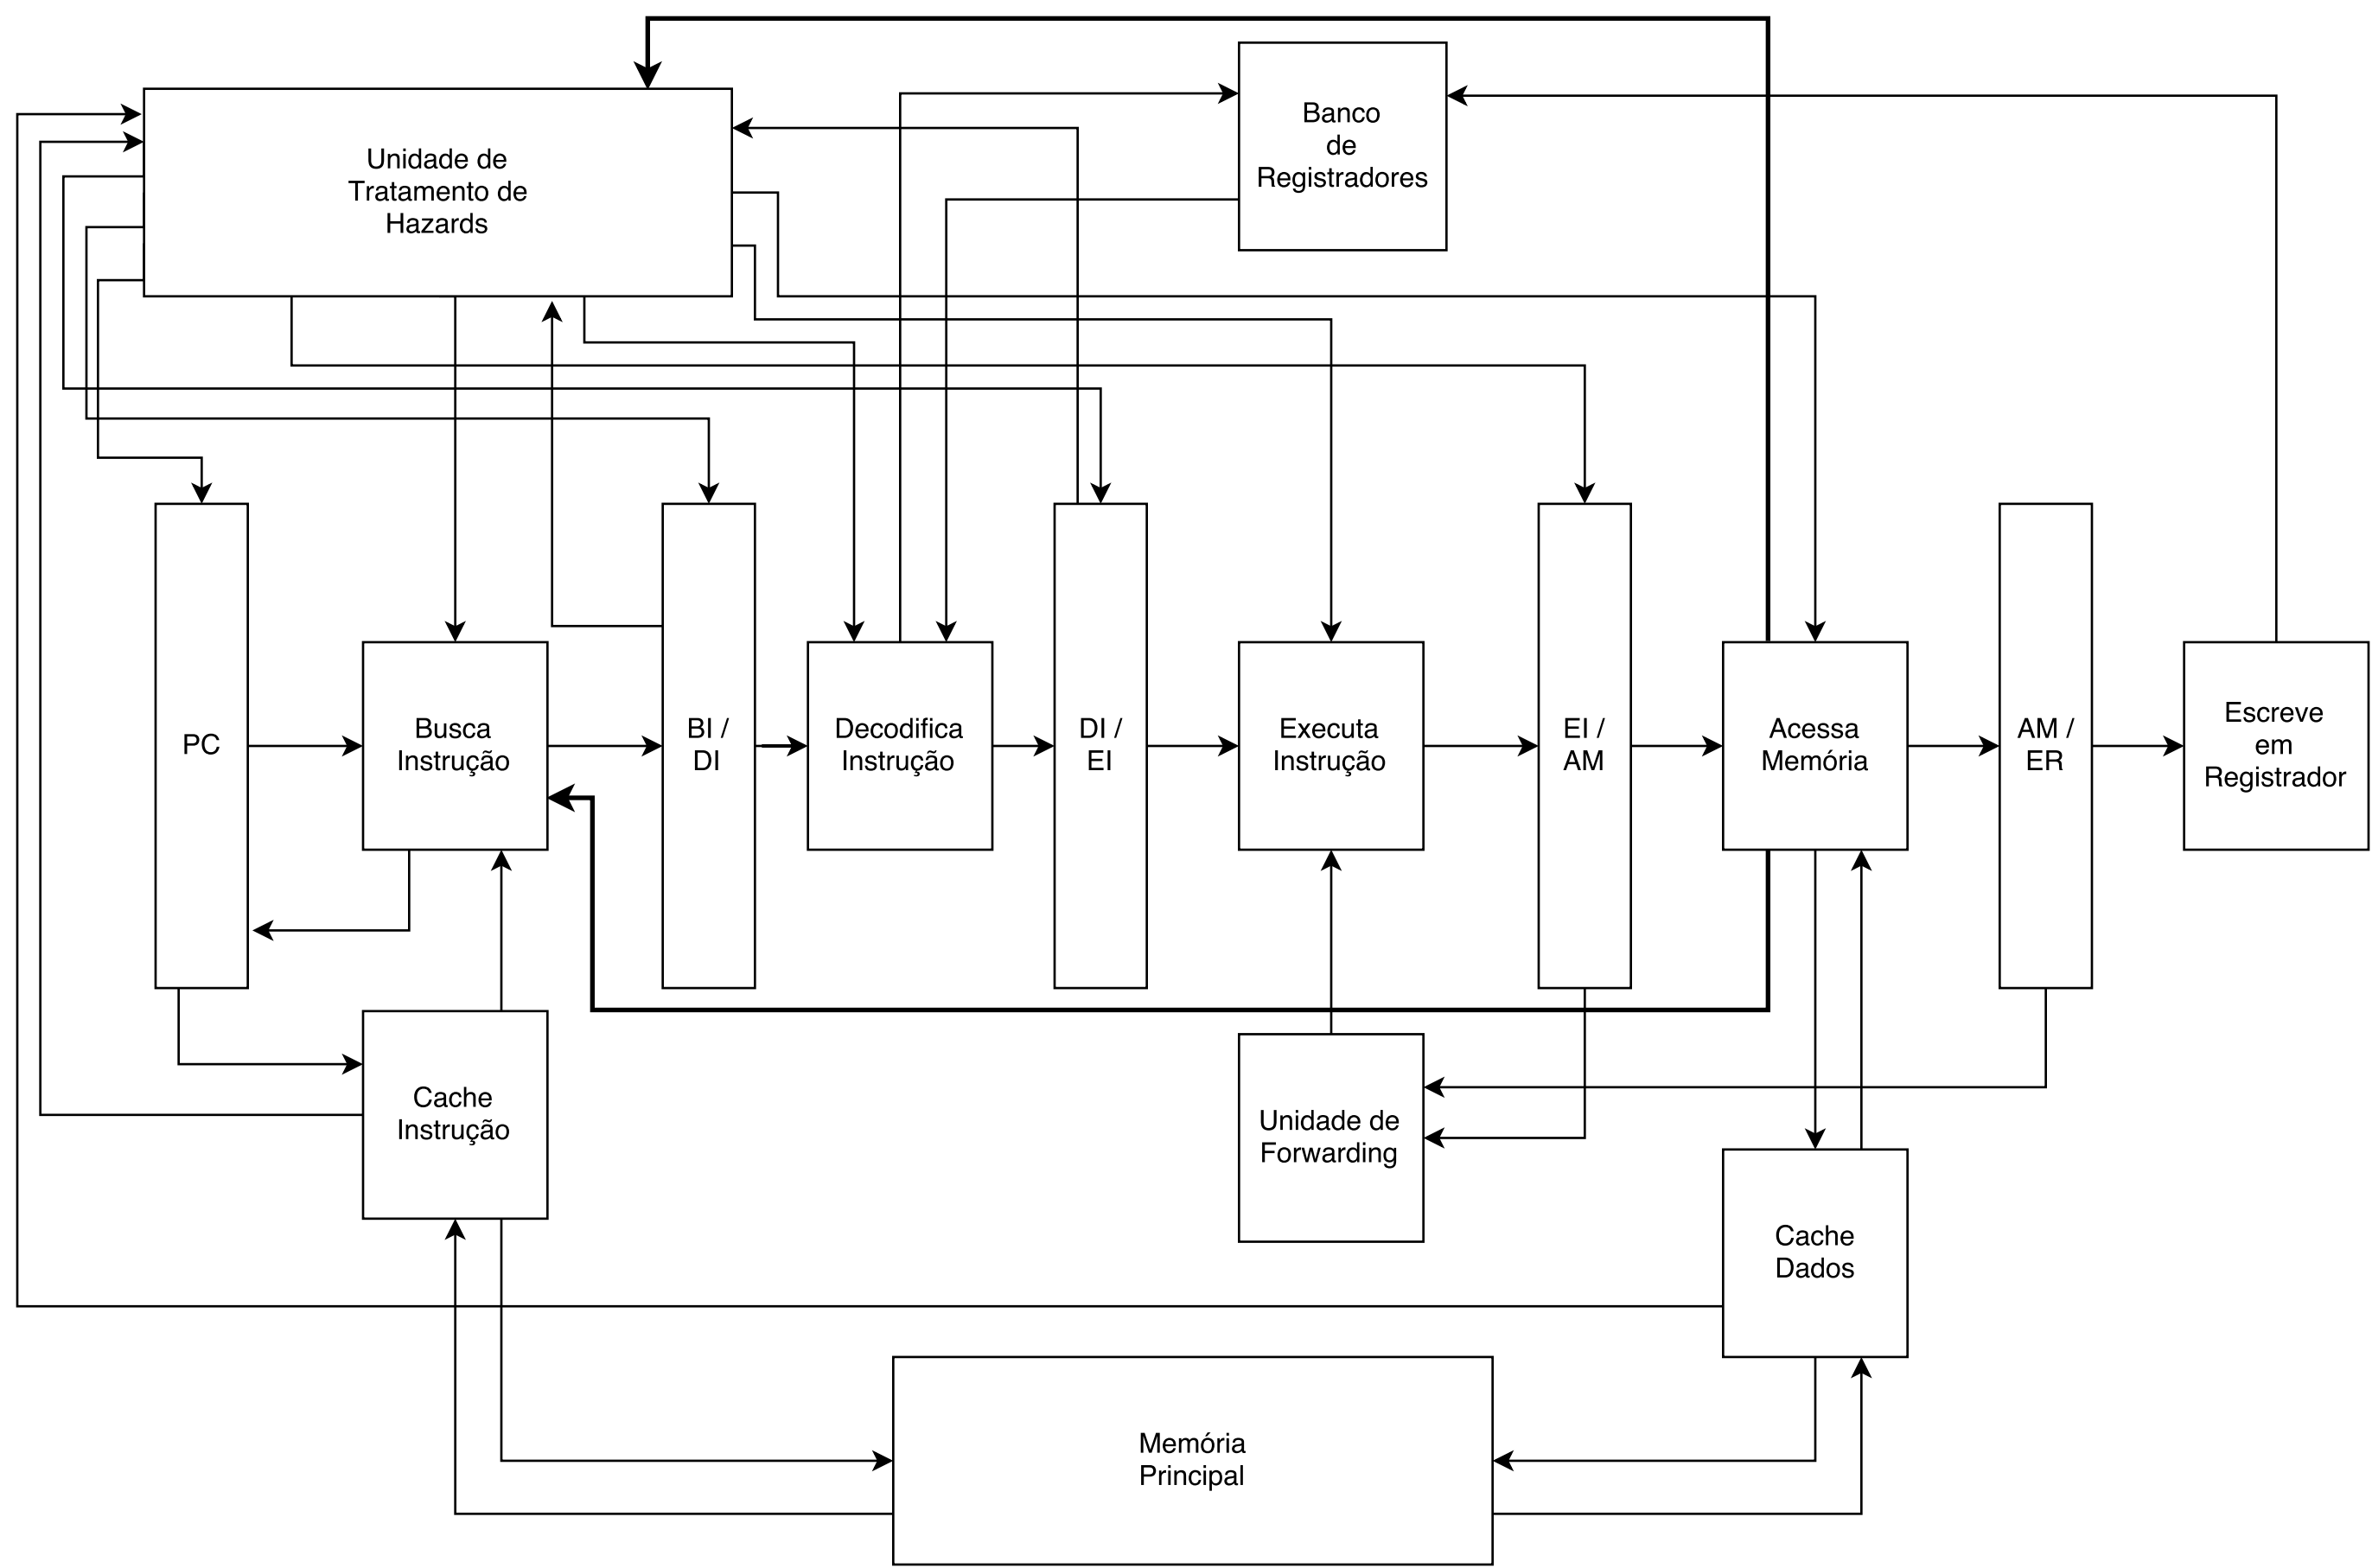 Banco
de
Registradores
Unidade de
Tratamento de
Hazards
PC
Busca
Instrução
BI /
DI
Decodifica
Instrução
DI /
EI
Executa
Instrução
EI /
AM
Acessa
Memória
AM /
ER
Escreve
em
Registrador
Cache
Instrução
Unidade de
Forwarding
Cache
Dados
Memória
Principal